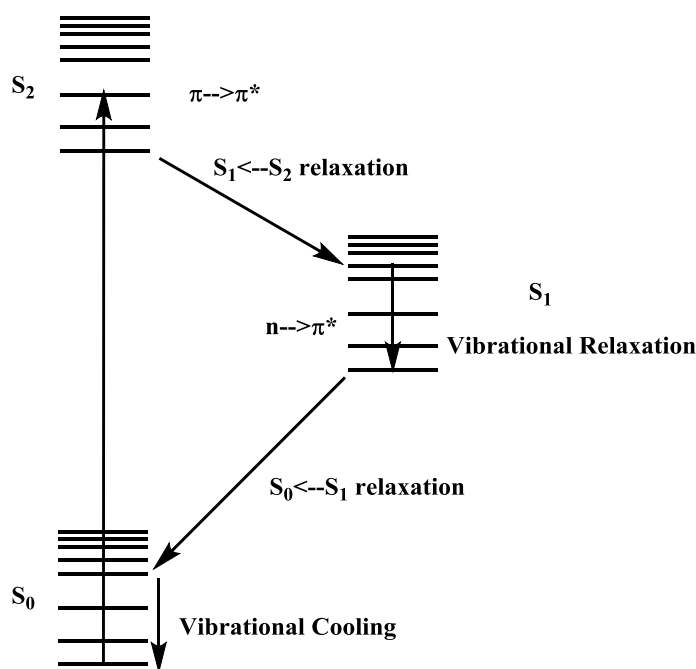 S₂
π-->π*
S₁<--S₂ relaxation
S₁
n-->π*
Vibrational Relaxation
S₀<--S₁ relaxation
S₀
Vibrational Cooling